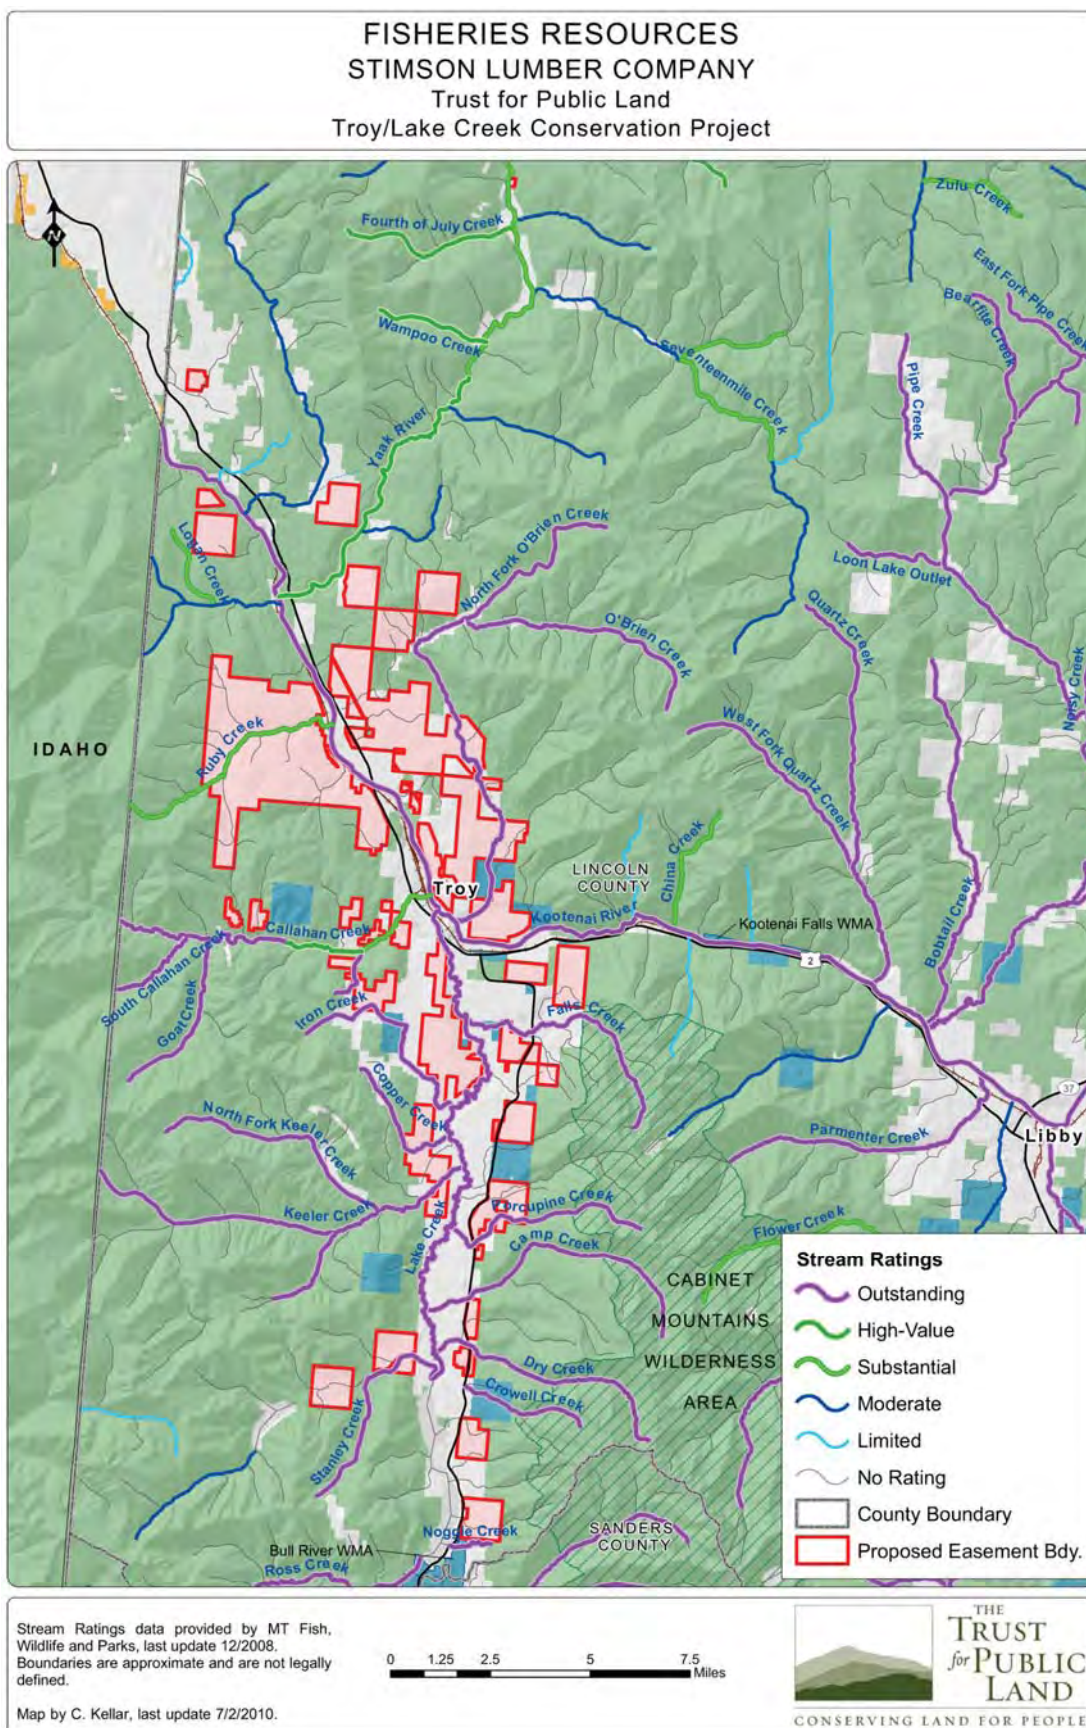 FISHERIES RESOURCES
STIMSON LUMBER COMPANY
Trust for Public Land
Troy/Lake Creek Conservation Project
Zulu Creek
Fourth of July Creek
East Fork Pipe Creek
Bearfite Creek
N
Wampoo Creek
Seventeenmile Creek
Pipe Creek
Yaak River
North Fork O'Brien Creek
Logan Creek
Loon Lake Outlet
Quartz Creek
O'Brien Creek
Noisy Creek
West Fork Quartz Creek
IDAHO
Ruby Creek
China Creek
LINCOLN
COUNTY
Troy
Kootenai River
Kootenai Falls WMA
Bobtail Creek
Callahan Creek
South Callahan Creek
2
Goat Creek
Iron Creek
Falls Creek
Copper Creek
37
North Fork Keeler Creek
Parmenter Creek
Libby
Keeler Creek
Lake Creek
Porcupine Creek
Camp Creek
Flower Creek
CABINET
MOUNTAINS
WILDERNESS
AREA
Dry Creek
Crowell Creek
Stanley Creek
Noggle Creek
SANDERS
COUNTY
Bull River WMA
Ross Creek
Stream Ratings
Outstanding
High-Value
Substantial
Moderate
Limited
No Rating
County Boundary
Proposed Easement Bdy.
Stream Ratings data provided by MT Fish,
Wildlife and Parks, last update 12/2008.
Boundaries are approximate and are not legally
defined.
Map by C. Kellar, last update 7/2/2010.
0 1.25 2.5 5 7.5
Miles
THE
TRUST
for PUBLIC
LAND
CONSERVING LAND FOR PEOPLE